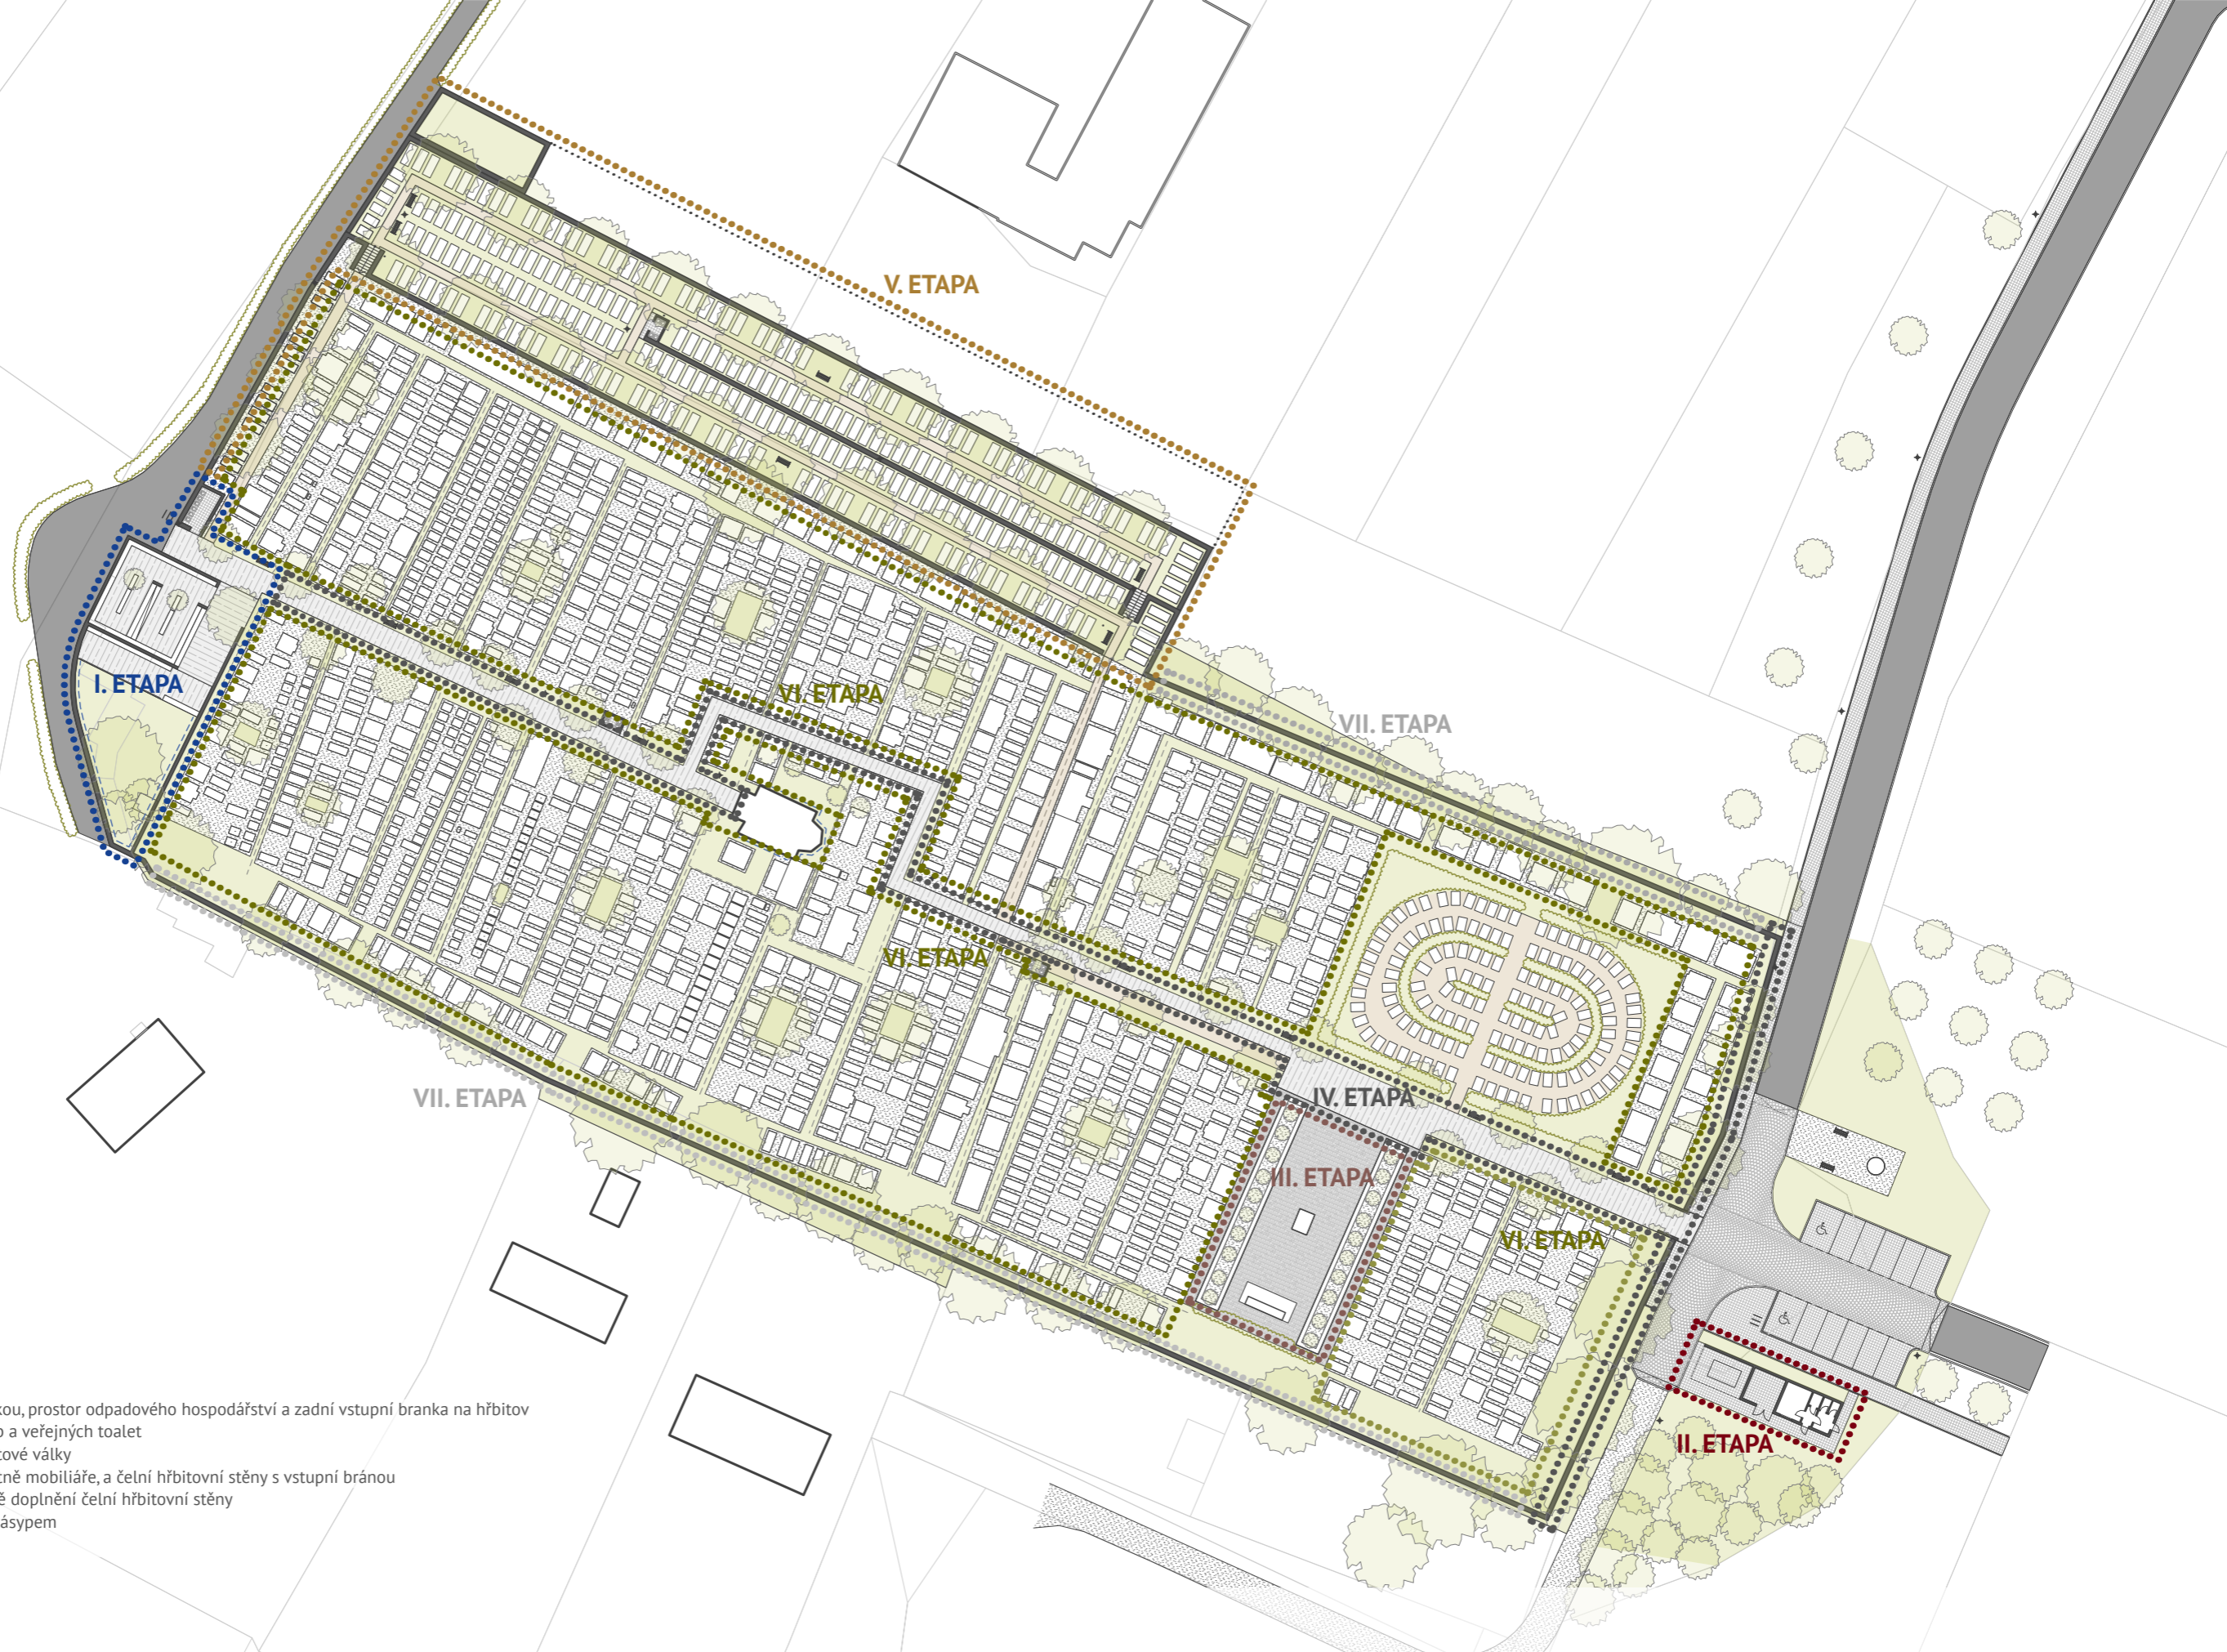 V. ETAPA
I. ETAPA
VI. ETAPA
VII. ETAPA
VI. ETAPA
VII. ETAPA
IV. ETAPA
III. ETAPA
VI. ETAPA
II. ETAPA
kou, prostor odpadového hospodářství a zadní vstupní branka na hřbitov
o a veřejných toalet
tové války
tně mobiliáře, a čelní hřbitovní stěny s vstupní bránou
ě doplnění čelní hřbitovní stěny
ásypem